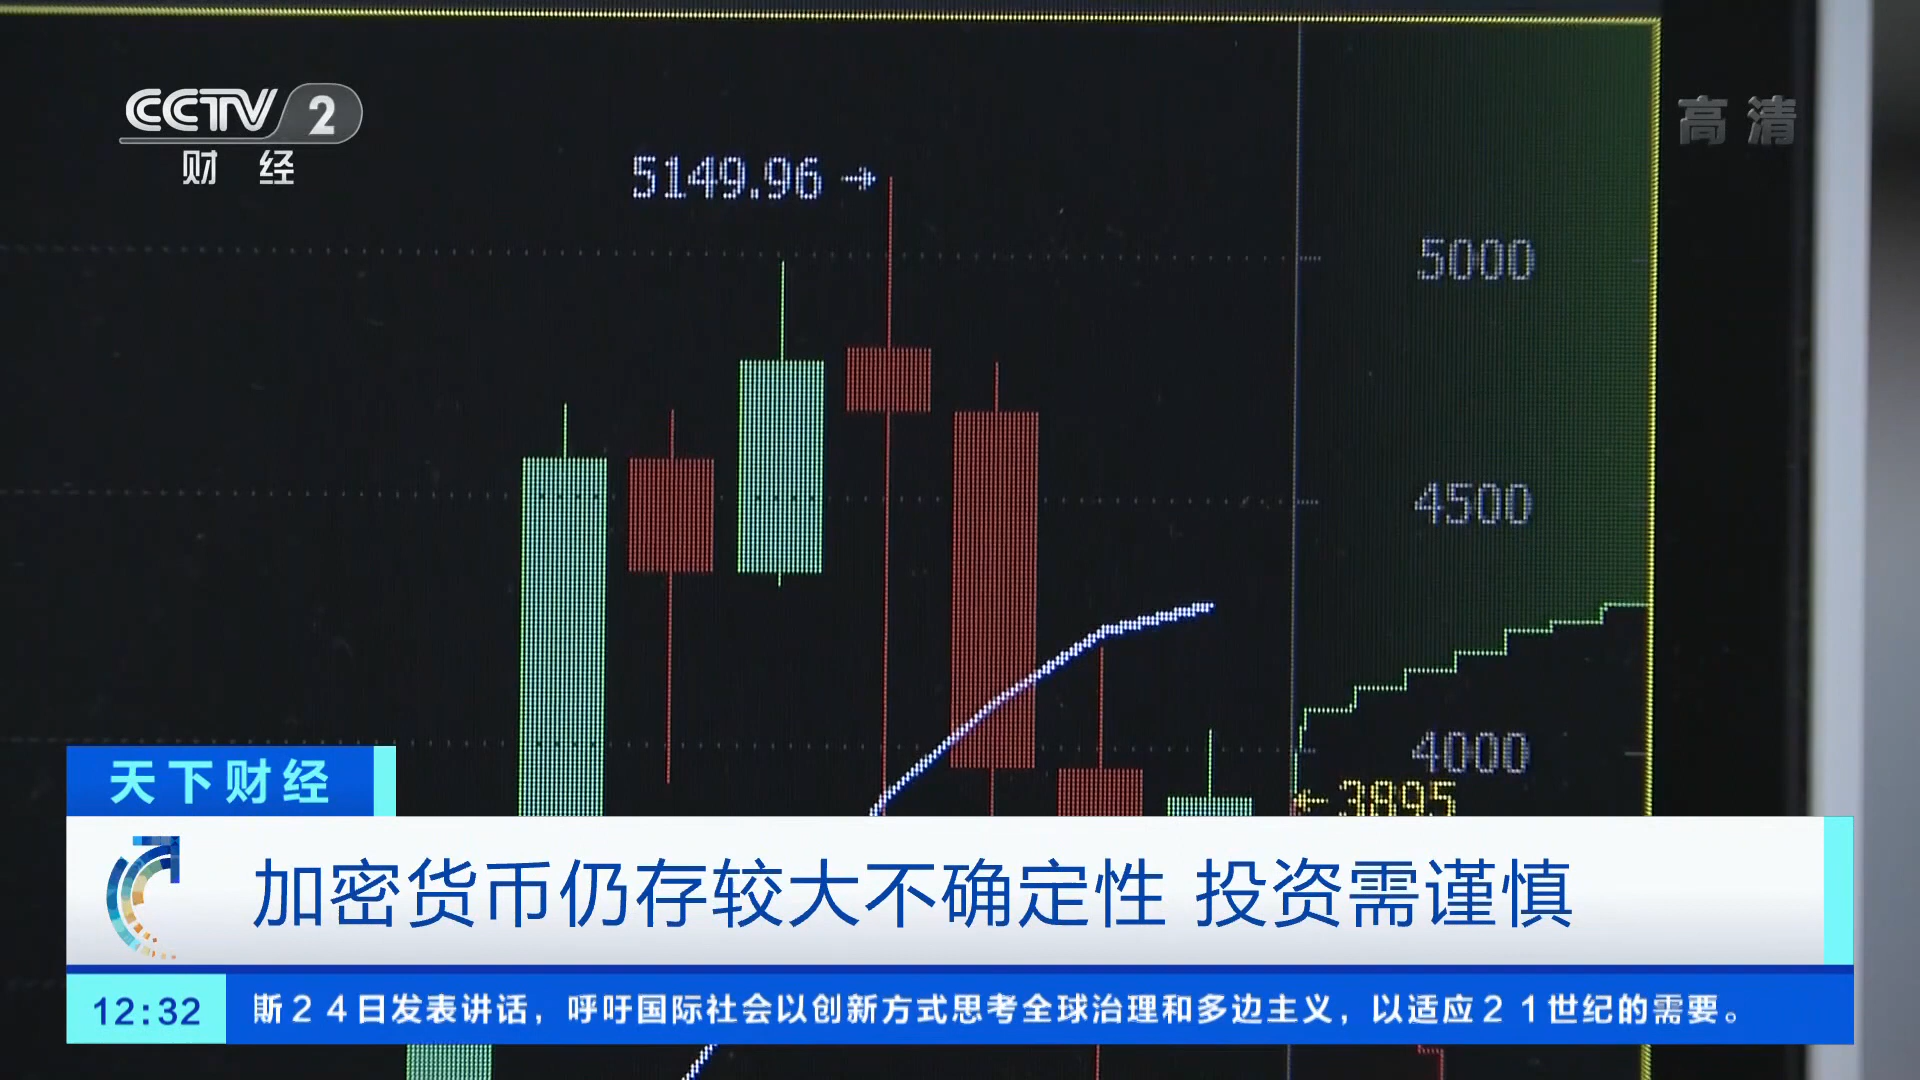 CCTV 2
财 经
高 清
5149.96
5000
4500
4000
3895
天下财经
加密货币仍存较大不确定性 投资需谨慎
12:32 斯24日发表讲话，呼吁国际社会以创新方式思考全球治理和多边主义，以适应21世纪的需要。